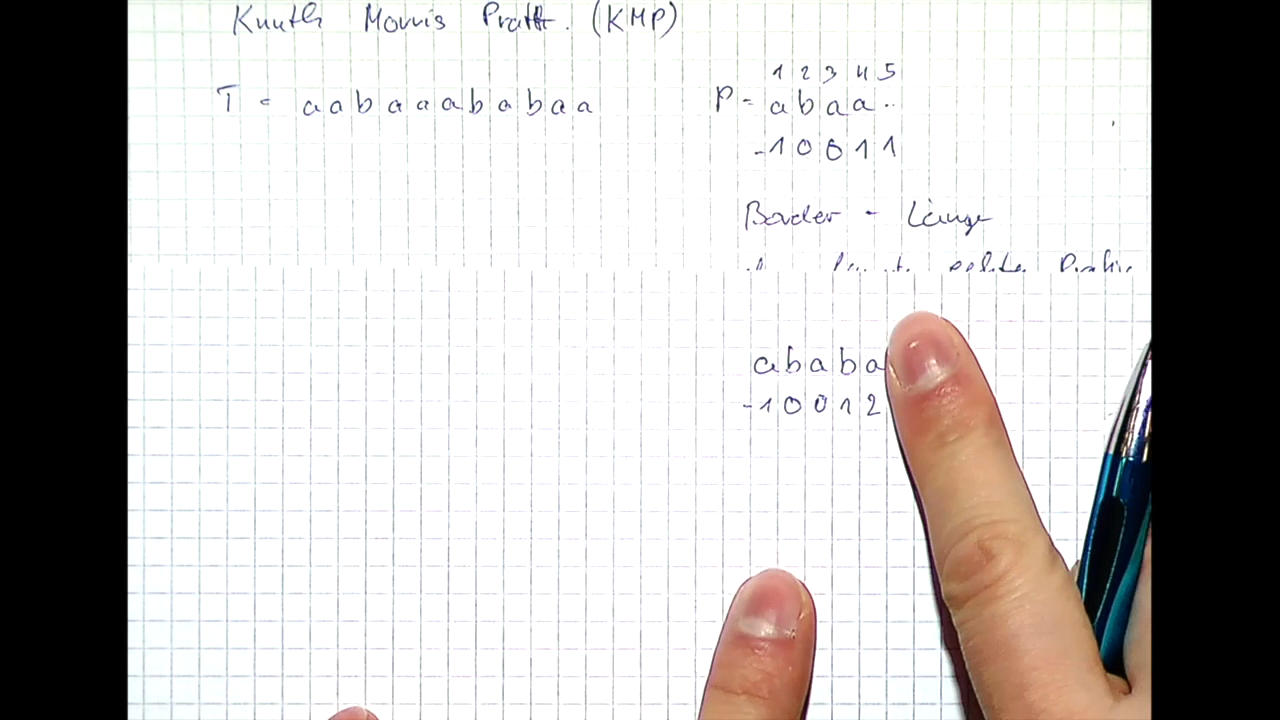 Knuth Morris Pratt. (KMP)
1 2 3 4 5
T = aabaaababaa P = abaa..
-1 0 0 1 1
Border - Länge
ababa
-1 0 0 1 2